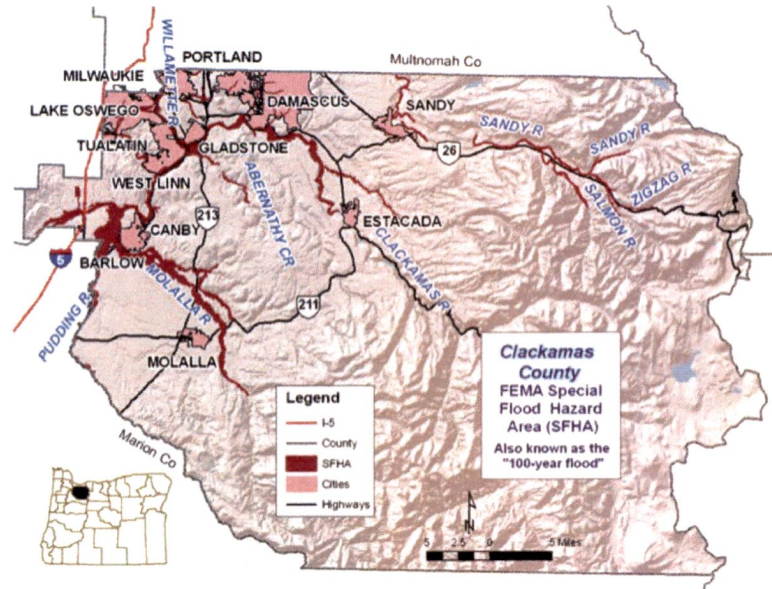 PORTLAND
Multnomah Co
MILWAUKIE
WILLAMETTE R
LAKE OSWEGO
DAMASCUS
SANDY
SANDY R
SANDY R
TUALATIN
GLADSTONE
26
ZIGZAG R
WEST LINN
ABERNATHY CR
SALMON R
213
ESTACADA
CANBY
CLACKAMAS R
5
BARLOW
MOLALLA R
211
PUDDING R
MOLALLA
Clackamas
County
FEMA Special
Flood Hazard
Area (SFHA)
Also known as the
"100-year flood"
Legend
I-5
County
SFHA
Cities
Highways
Marion Co
N
5 2.5 0 5 Miles